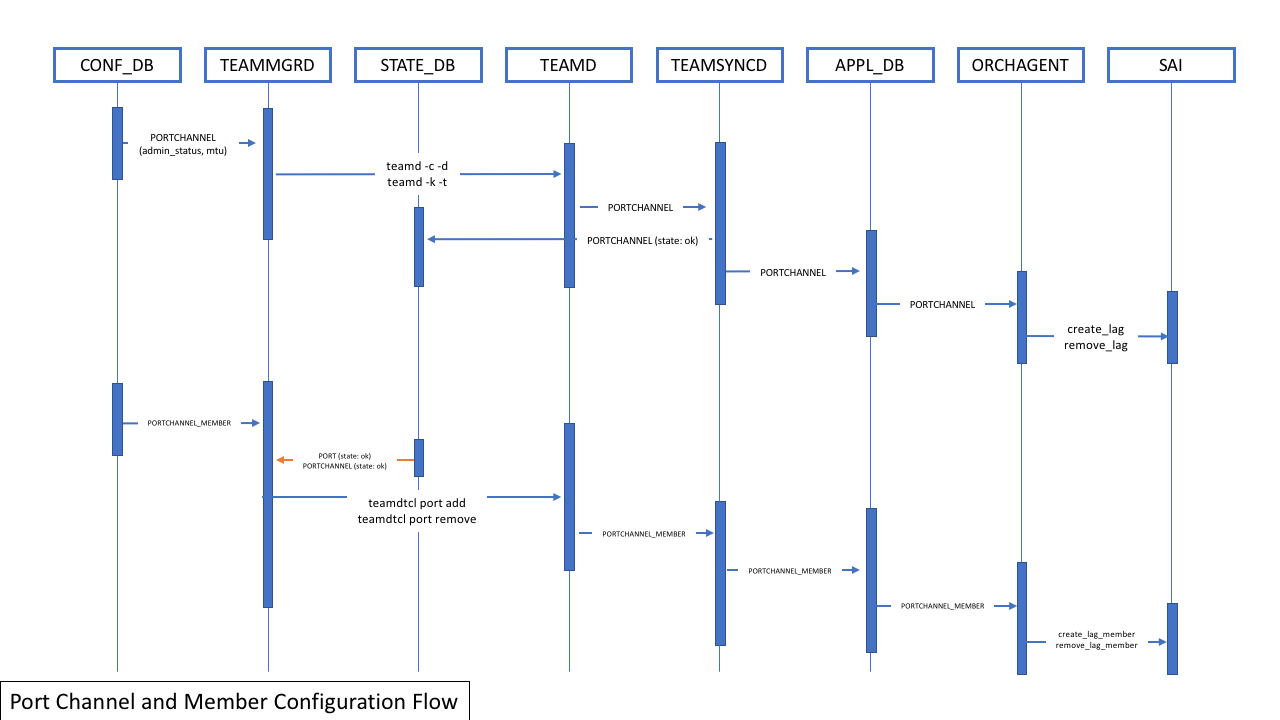 CONF_DB
TEAMMGRD
STATE_DB
TEAMD
TEAMSYNCD
APPL_DB
ORCHAGENT
SAI
PORTCHANNEL
(admin_status, mtu)
teamd -c -d
teamd -k -t
PORTCHANNEL
PORTCHANNEL (state: ok)
PORTCHANNEL
PORTCHANNEL
create_lag
remove_lag
PORTCHANNEL_MEMBER
PORT (state: ok)
PORTCHANNEL (state: ok)
teamdtcl port add
teamdtcl port remove
PORTCHANNEL_MEMBER
PORTCHANNEL_MEMBER
PORTCHANNEL_MEMBER
create_lag_member
remove_lag_member
Port Channel and Member Configuration Flow